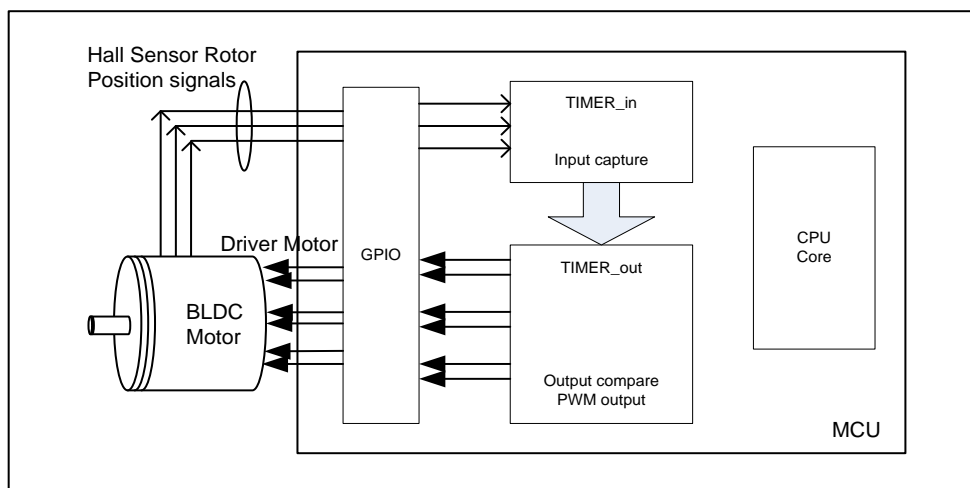 Hall Sensor Rotor
Position signals
TIMER_in
Input capture
CPU
Core
Driver Motor
GPIO
TIMER_out
BLDC
Motor
Output compare
PWM output
MCU